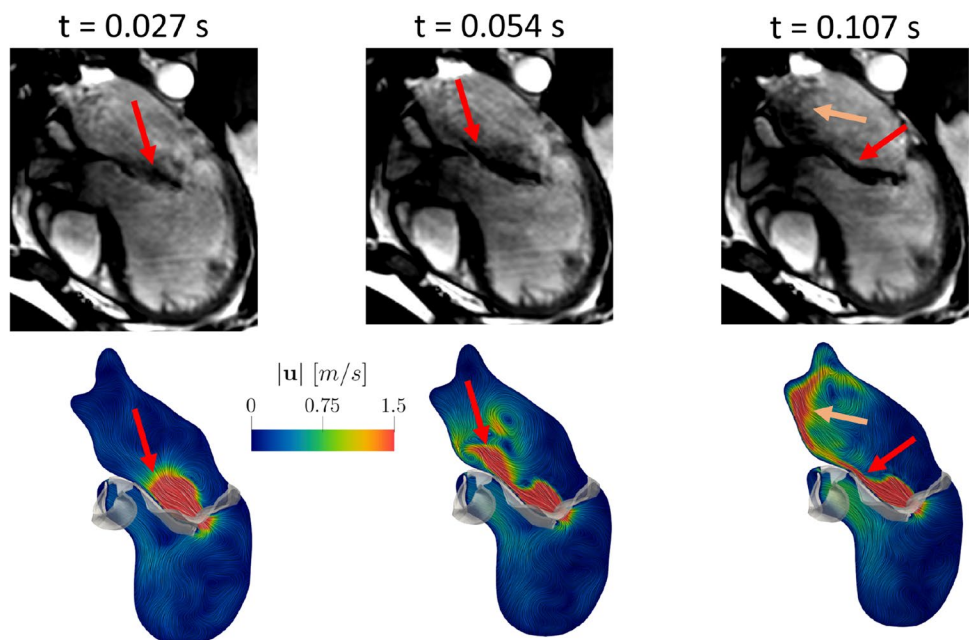 t = 0.027 s
t = 0.054 s
t = 0.107 s
|u| [m/s]
0 0.75 1.5